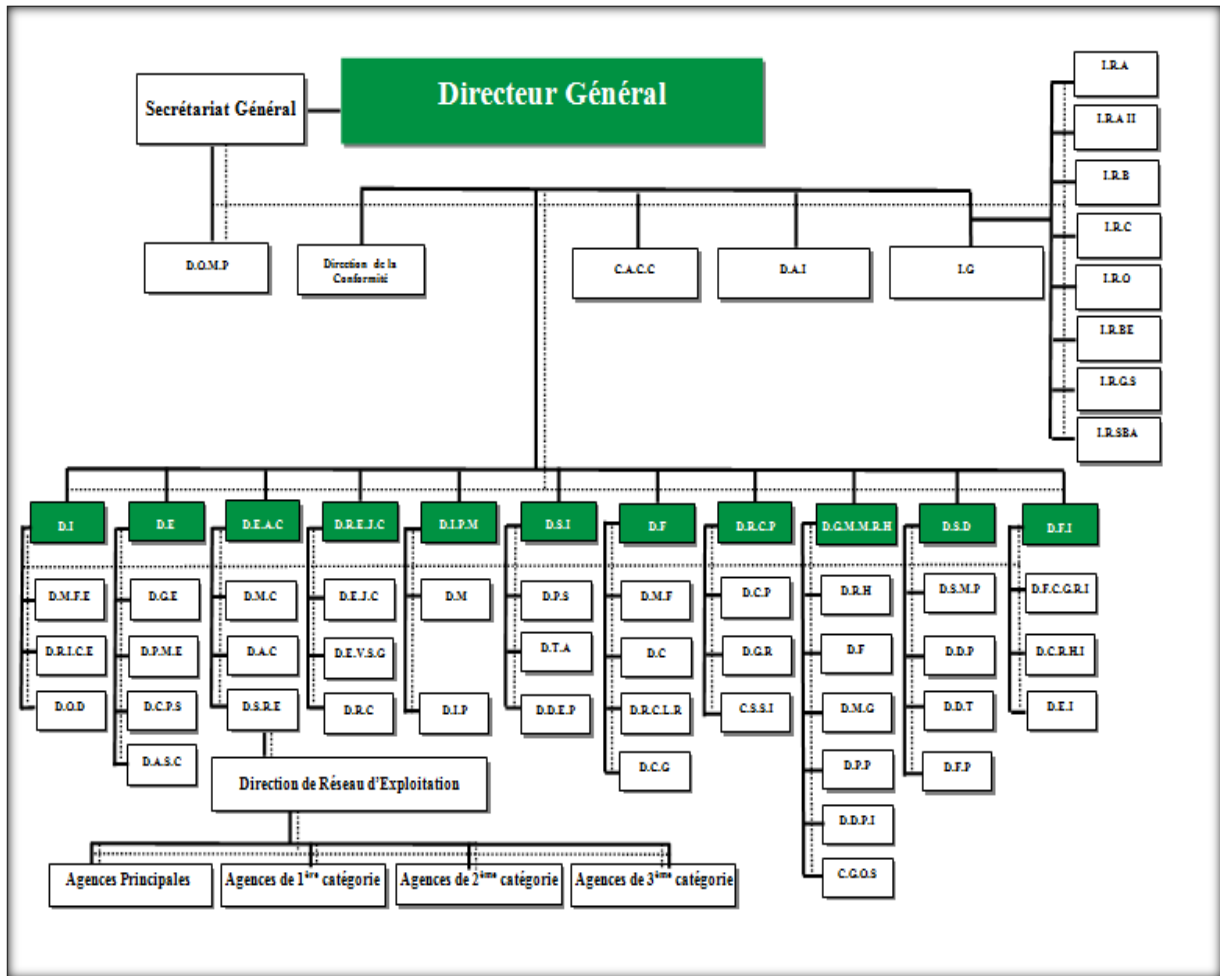 Secrétariat Général
Directeur Général
I.R.A
I.R.A II
I.R.B
I.R.C
I.R.O
I.R.BE
I.R.G.S
I.R.SBA
D.O.M.P
Direction de la
Conformité
C.A.C.C
D.A.I
I.G
D.I
D.E
D.E.A.C
D.R.E.J.C
D.I.P.M
D.S.I
D.F
D.R.C.P
D.G.M.M.R.H
D.S.D
D.F.I
D.M.F.E
D.R.I.C.E
D.O.D
D.G.E
D.P.M.E
D.C.P.S
D.A.S.C
D.M.C
D.A.C
D.S.R.E
D.E.J.C
D.E.V.S.G
D.R.C
D.M
D.I.P
D.P.S
D.T.A
D.D.E.P
D.M.F
D.C
D.R.C.L.R
D.C.G
D.C.P
D.G.R
C.S.S.I
D.R.H
D.F
D.M.G
D.P.P
D.D.P.I
C.G.O.S
D.S.M.P
D.D.P
D.D.T
D.F.P
D.F.C.G.R.I
D.C.R.H.I
D.E.I
Direction de Réseau d'Exploitation
Agences Principales
Agences de 1ère catégorie
Agences de 2ème catégorie
Agences de 3ème catégorie